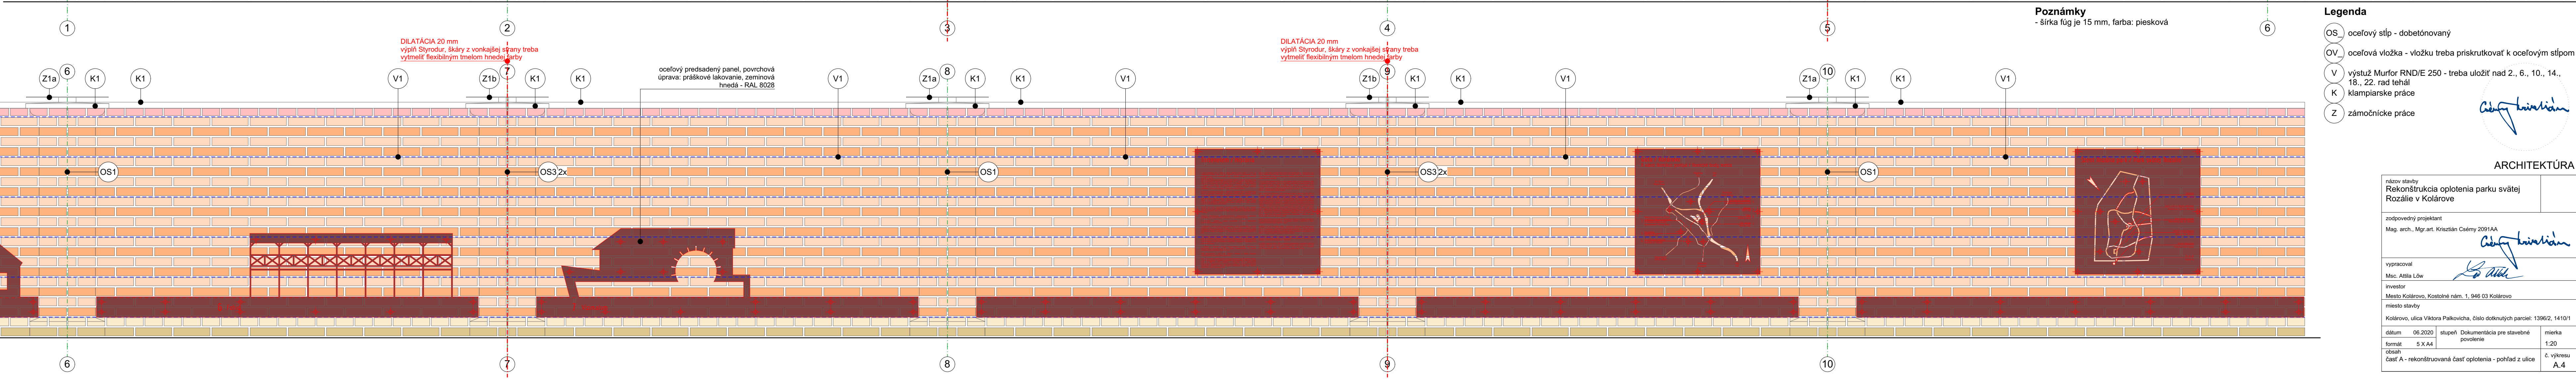 1
2
3
4
5
6
DILATÁCIA 20 mm
výplň Styrodur, škáry z vonkajšej strany treba
vytmeliť flexibilným tmelom hnedej farby
DILATÁCIA 20 mm
výplň Styrodur, škáry z vonkajšej strany treba
vytmeliť flexibilným tmelom hnedej farby
6
7
8
9
10
Z1a
K1
K1
V1
Z1b
K1
K1
oceľový predsadený panel, povrchová
úprava: práškové lakovanie, zeminová
hnedá - RAL 8028
V1
Z1a
K1
K1
V1
Z1b
K1
K1
V1
Z1a
K1
K1
V1
OS1
OS3 2x
OS1
OS3 2x
OS1
6
7
8
9
10
Poznámky
- šírka fúg je 15 mm, farba: piesková
Legenda
OS_ oceľový stĺp - dobetónovaný
OV_ oceľová vložka - vložku treba priskrutkovať k oceľovým stĺpom
V výstuž Murfor RND/E 250 - treba uložiť nad 2., 6., 10., 14.,
18., 22. rad tehál
K klampiarske práce
Z zámočnícke práce
ARCHITEKTÚRA
názov stavby
Rekonštrukcia oplotenia parku svätej
Rozálie v Kolárove
zodpovedný projektant
Mag. arch., Mgr.art. Krisztián Csémy 2091AA
vypracoval
Msc. Attila Lőw
investor
Mesto Kolárovo, Kostolné nám. 1, 946 03 Kolárovo
miesto stavby
Kolárovo, ulica Viktora Palkovicha, číslo dotknutých parciel: 1396/2, 1410/1
dátum 06.2020 stupeň Dokumentácia pre stavebné povolenie mierka
formát 5 X A4 1:20
obsah
časť A - rekonštruovaná časť oplotenia - pohľad z ulice
č. výkresu
A.4